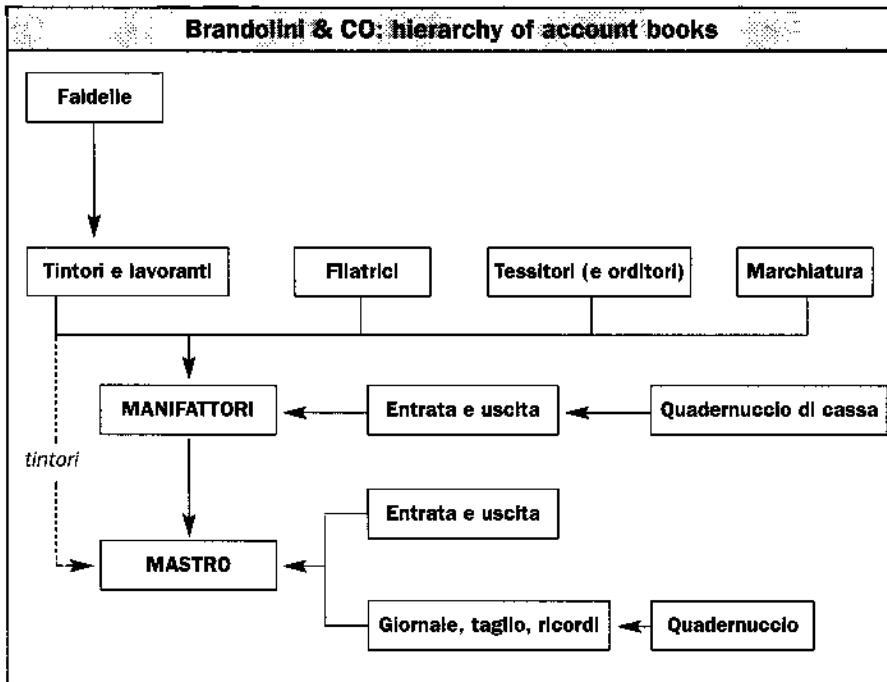 Brandolini & CO: hierarchy of account books
Faldelle
Tintori e lavoranti
Filatrici
Tessitori (e orditori)
Marchiatura
MANIFATTORI
Entrata e uscita
Quadernuccio di cassa
tintori
Entrata e uscita
MASTRO
Giornale, taglio, ricordi
Quadernuccio